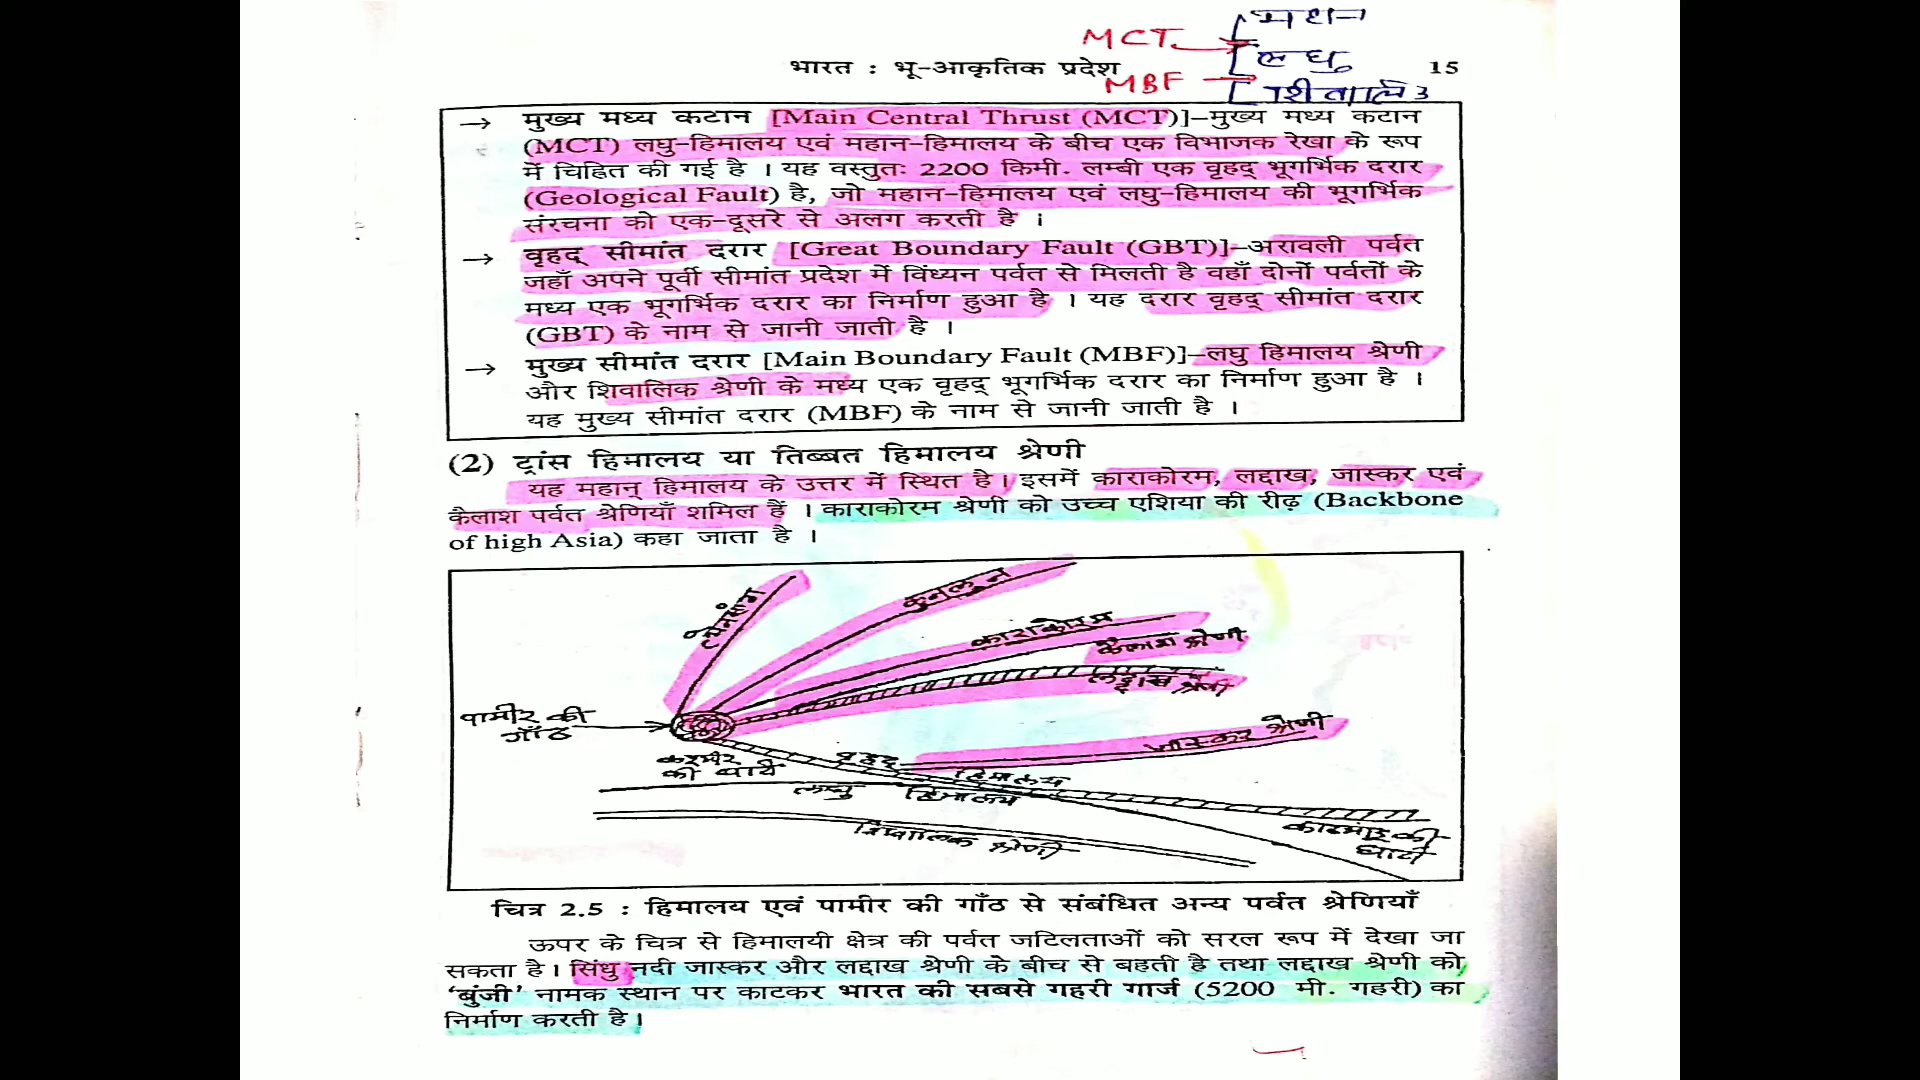 महान
MCT
लघु
भारत : भू-आकृतिक प्रदेश
15
MBF
→ मुख्य मध्य कटान [Main Central Thrust (MCT)]–मुख्य मध्य कटान
(MCT) लघु-हिमालय एवं महान-हिमालय के बीच एक विभाजक रेखा के रूप
में चिह्नित की गई है । यह वस्तुतः 2200 किमी. लम्बी एक वृहद् भूगर्भिक दरार
(Geological Fault) है, जो महान-हिमालय एवं लघु-हिमालय की भूगर्भिक
संरचना को एक-दूसरे से अलग करती है ।
→ वृहद् सीमांत दरार [Great Boundary Fault (GBT)]–अरावली पर्वत
जहाँ अपने पूर्वी सीमांत प्रदेश में विंध्यन पर्वत से मिलती है वहाँ दोनों पर्वतों के
मध्य एक भूगर्भिक दरार का निर्माण हुआ है । यह दरार वृहद् सीमांत दरार
(GBT) के नाम से जानी जाती है ।
→ मुख्य सीमांत दरार [Main Boundary Fault (MBF)]–लघु हिमालय श्रेणी
और शिवालिक श्रेणी के मध्य एक वृहद् भूगर्भिक दरार का निर्माण हुआ है ।
यह मुख्य सीमांत दरार (MBF) के नाम से जानी जाती है ।
(2) ट्रांस हिमालय या तिब्बत हिमालय श्रेणी
यह महान् हिमालय के उत्तर में स्थित है। इसमें काराकोरम, लद्दाख, जास्कर एवं
कैलाश पर्वत श्रेणियाँ शमिल हैं । काराकोरम श्रेणी को उच्च एशिया की रीढ़ (Backbone
of high Asia) कहा जाता है ।
कुनलुन
काराकोरम
कैलाश श्रेणी
लद्दाख श्रेणी
पामीर की
गाँठ
जास्कर श्रेणी
कश्मीर
की घाटी
वृहद्
हिमालय
लघु हिमालय
शिवालिक श्रेणी
काठमांडू की
घाटी
चित्र 2.5 : हिमालय एवं पामीर की गाँठ से संबंधित अन्य पर्वत श्रेणियाँ
ऊपर के चित्र से हिमालयी क्षेत्र की पर्वत जटिलताओं को सरल रूप में देखा जा
सकता है। सिंधु नदी जास्कर और लद्दाख श्रेणी के बीच से बहती है तथा लद्दाख श्रेणी को
‘बुंजी’ नामक स्थान पर काटकर भारत की सबसे गहरी गार्ज (5200 मी. गहरी) का
निर्माण करती है।